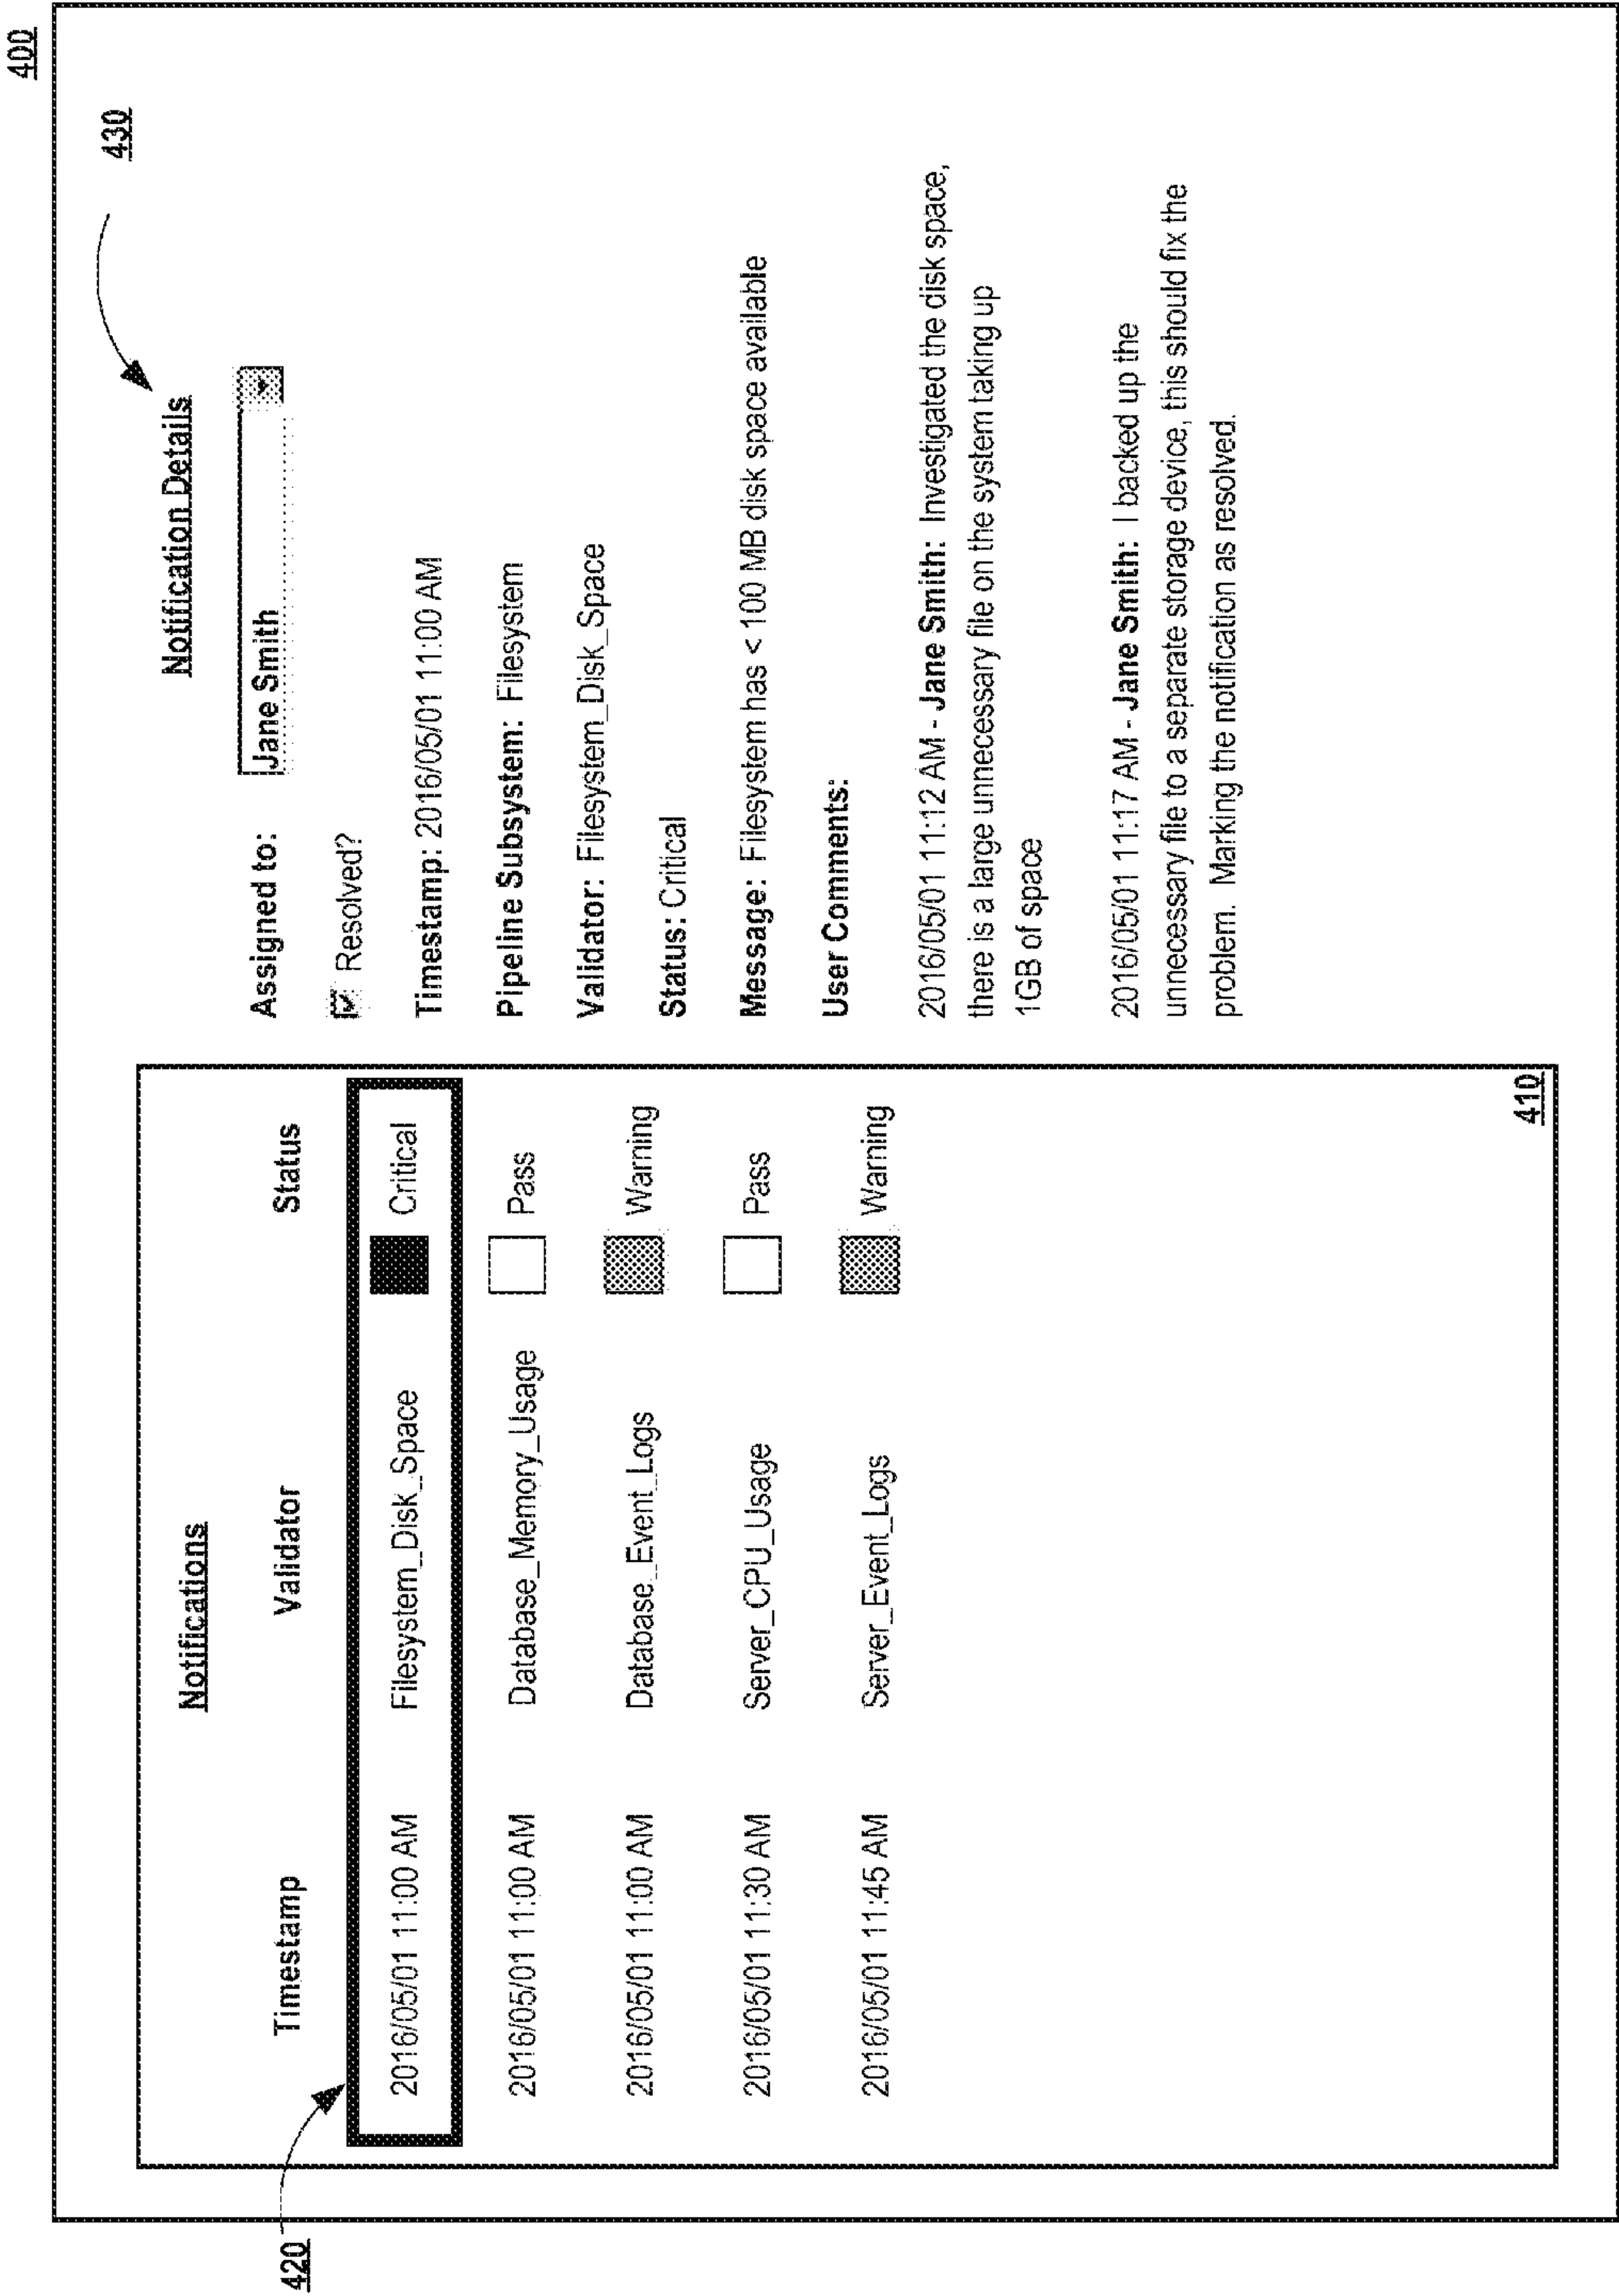 400
420
Notifications
Timestamp Validator Status
2016/05/01 11:00 AM Filesystem_Disk_Space Critical
2016/05/01 11:00 AM Database_Memory_Usage Pass
2016/05/01 11:00 AM Database_Event_Logs Warning
2016/05/01 11:30 AM Server_CPU_Usage Pass
2016/05/01 11:45 AM Server_Event_Logs Warning
410
430
Notification Details
Assigned to: Jane Smith
Resolved?
Timestamp: 2016/05/01 11:00 AM
Pipeline Subsystem: Filesystem
Validator: Filesystem_Disk_Space
Status: Critical
Message: Filesystem has < 100 MB disk space available
User Comments:
2016/05/01 11:12 AM - Jane Smith: Investigated the disk space,
there is a large unnecessary file on the system taking up
1GB of space
2016/05/01 11:17 AM - Jane Smith: I backed up the
unnecessary file to a separate storage device, this should fix the
problem. Marking the notification as resolved.